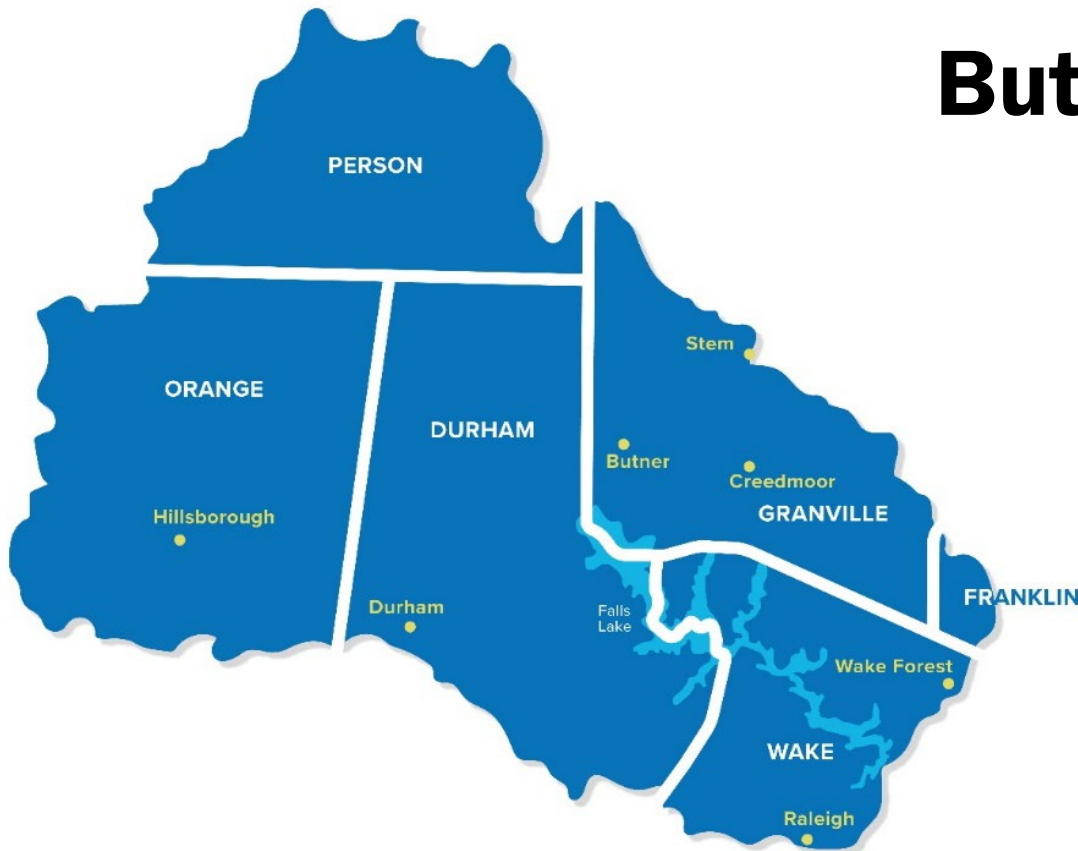 But
PERSON
Stem
ORANGE
DURHAM
Butner
Creedmoor
GRANVILLE
Hillsborough
FRANKLIN
Durham
Falls
Lake
Wake Forest
WAKE
Raleigh